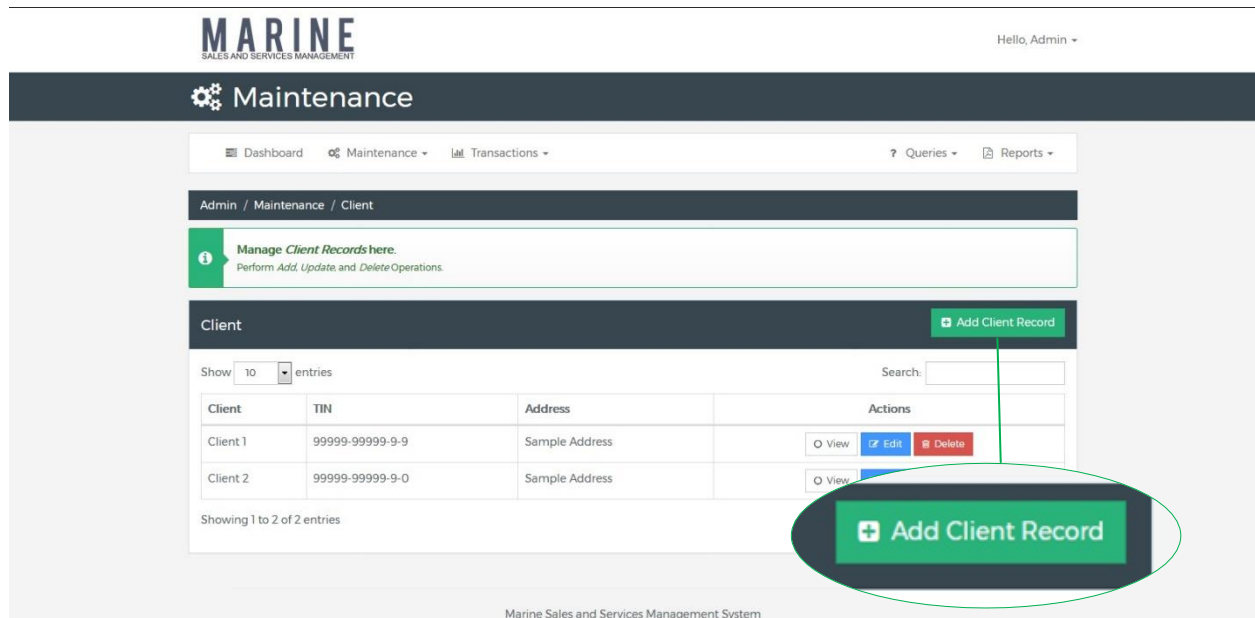 MARINE
SALES AND SERVICES MANAGEMENT
Hello, Admin
Maintenance
Dashboard Maintenance Transactions ? Queries Reports
Admin / Maintenance / Client
Manage Client Records here.
Perform Add, Update, and Delete Operations.
Client Add Client Record
Show 10 entries Search:
Client TIN Address Actions
Client 1 99999-99999-9-9 Sample Address View Edit Delete
Client 2 99999-99999-9-0 Sample Address View
Showing 1 to 2 of 2 entries
Add Client Record
Marine Sales and Services Management System